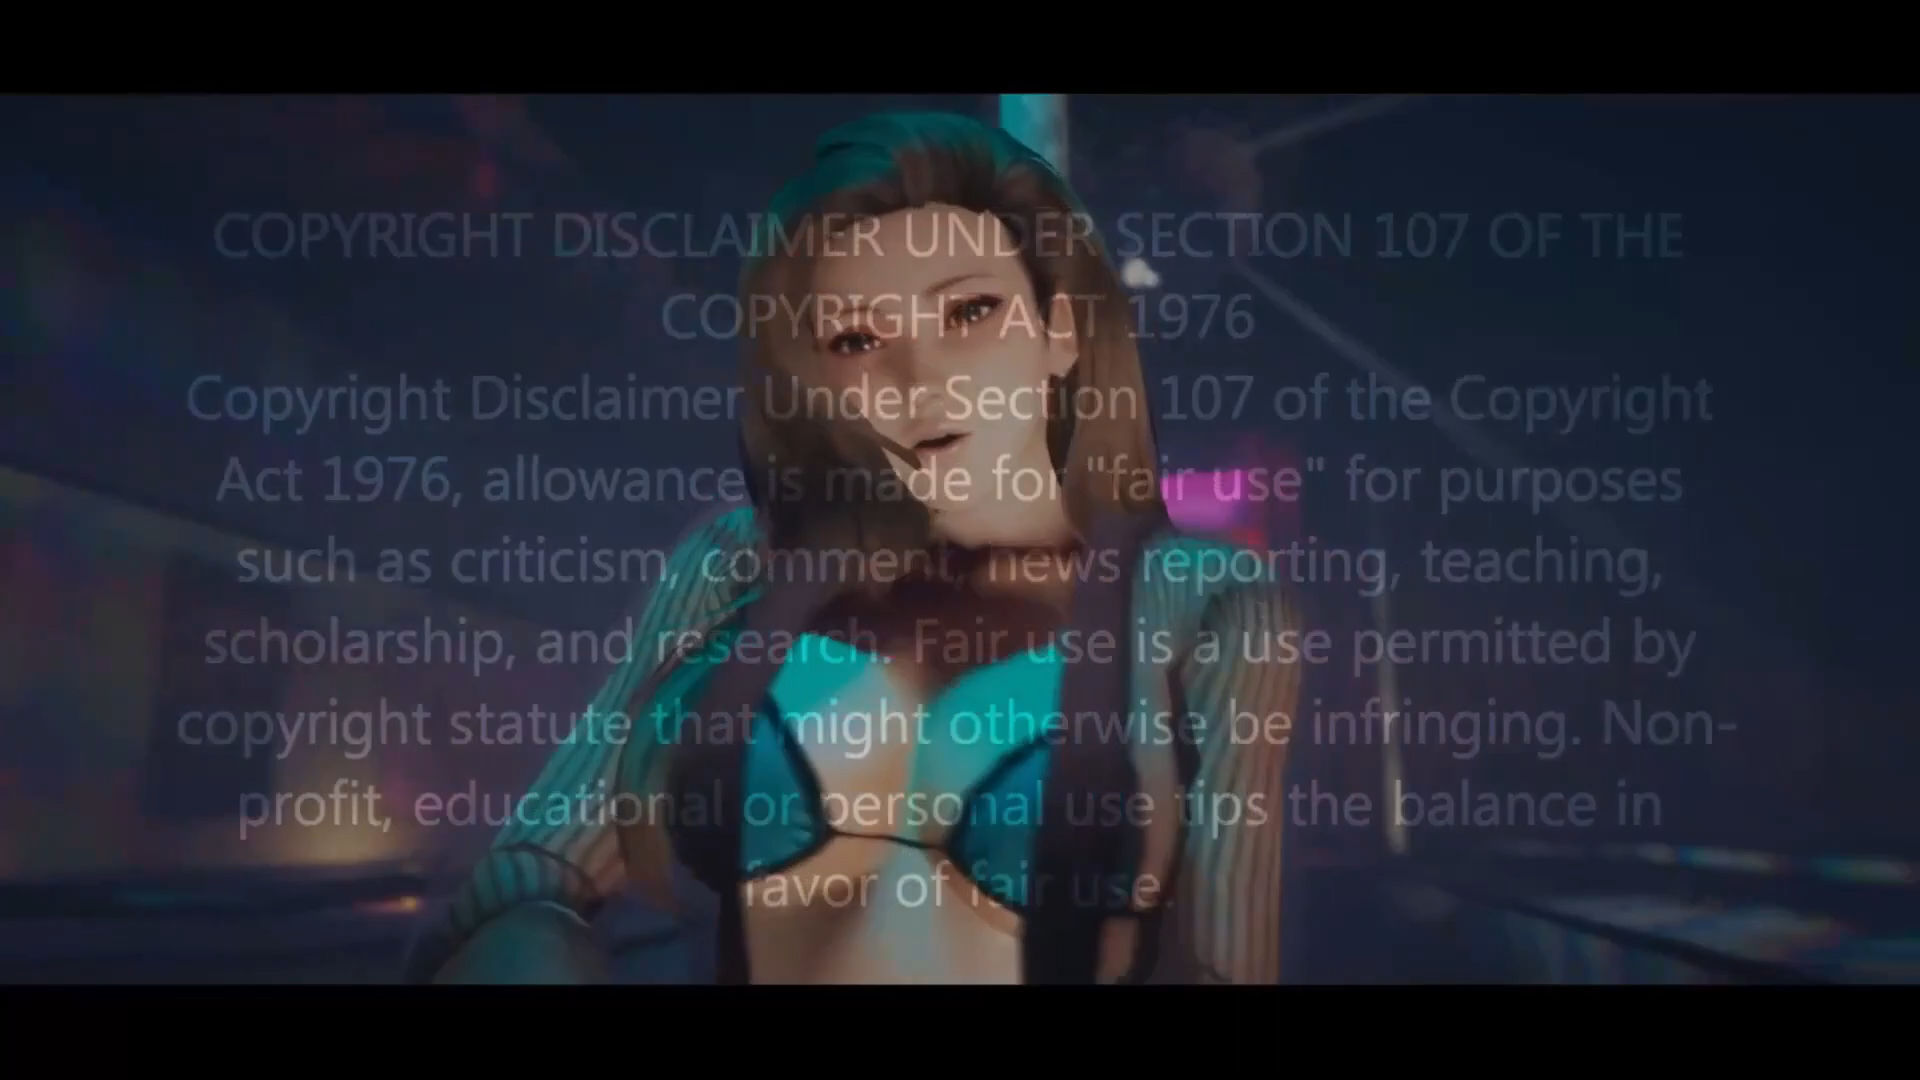 COPYRIGHT DISCLAIMER UNDER SECTION 107 OF THE
COPYRIGHT ACT 1976
Copyright Disclaimer Under Section 107 of the Copyright
Act 1976, allowance is made for "fair use" for purposes
such as criticism, comment, news reporting, teaching,
scholarship, and research. Fair use is a use permitted by
copyright statute that might otherwise be infringing. Non-
profit, educational or personal use tips the balance in
favor of fair use.